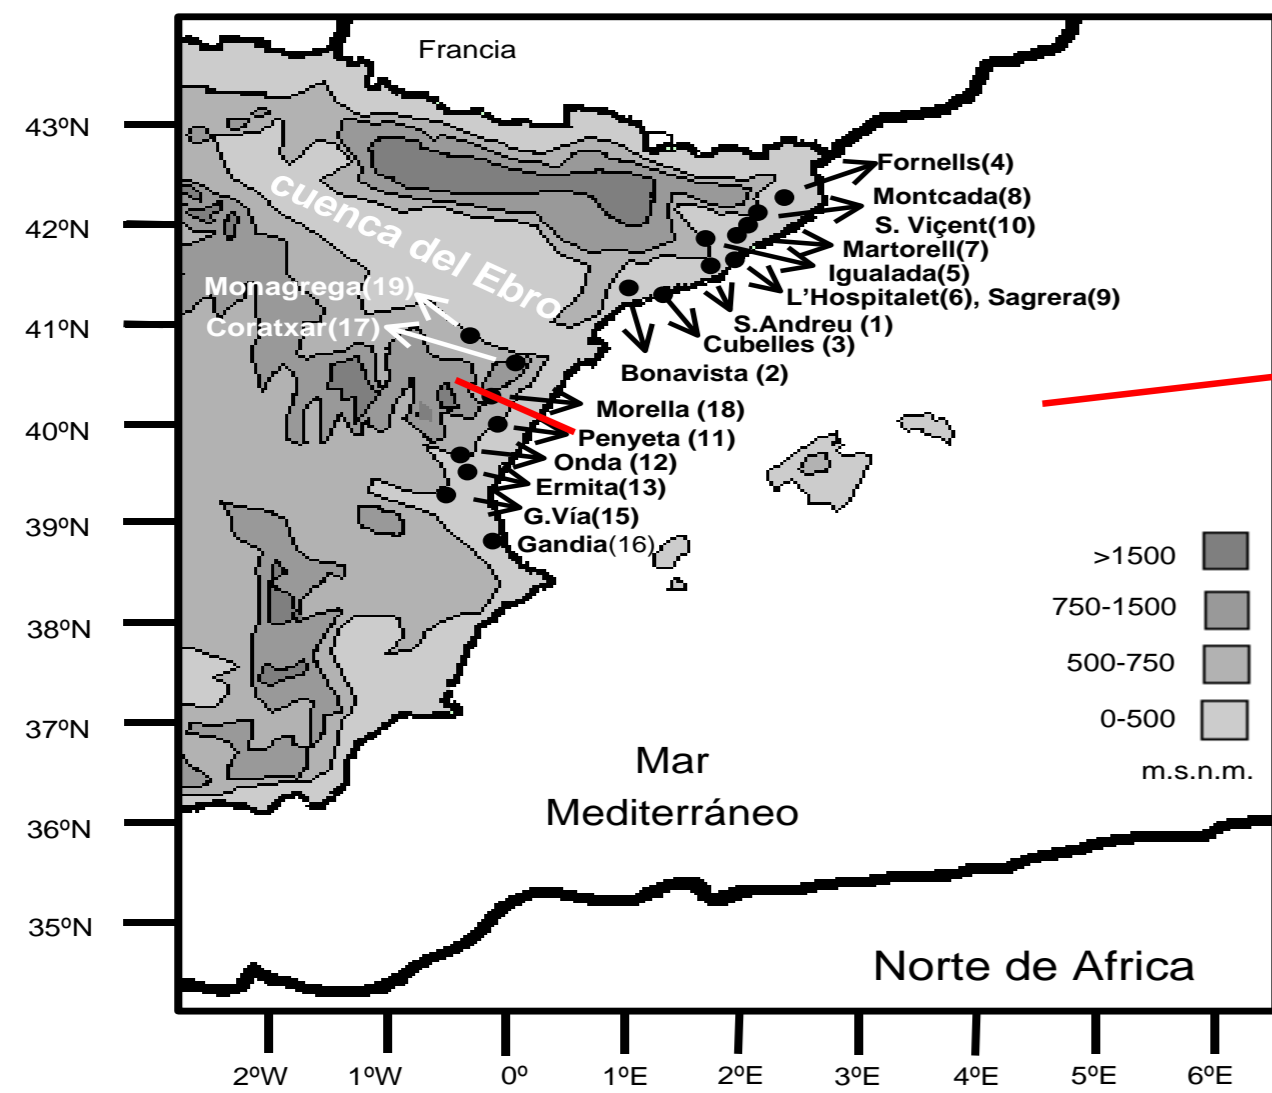 Francia
43ºN
Fornells(4)
cuenca del Ebro
Montcada(8)
42ºN
S. Viçent(10)
Martorell(7)
Igualada(5)
Monagrega(19)
L'Hospitalet(6), Sagrera(9)
41ºN
Coratxar(17)
S.Andreu (1)
Cubelles (3)
Bonavista (2)
Morella (18)
40ºN
Penyeta (11)
Onda (12)
Ermita(13)
39ºN
G.Vía(15)
Gandia(16)
>1500
750-1500
38ºN
500-750
0-500
37ºN
Mar
Mediterráneo
m.s.n.m.
36ºN
35ºN
Norte de Africa
2ºW 1ºW 0º 1ºE 2ºE 3ºE 4ºE 5ºE 6ºE